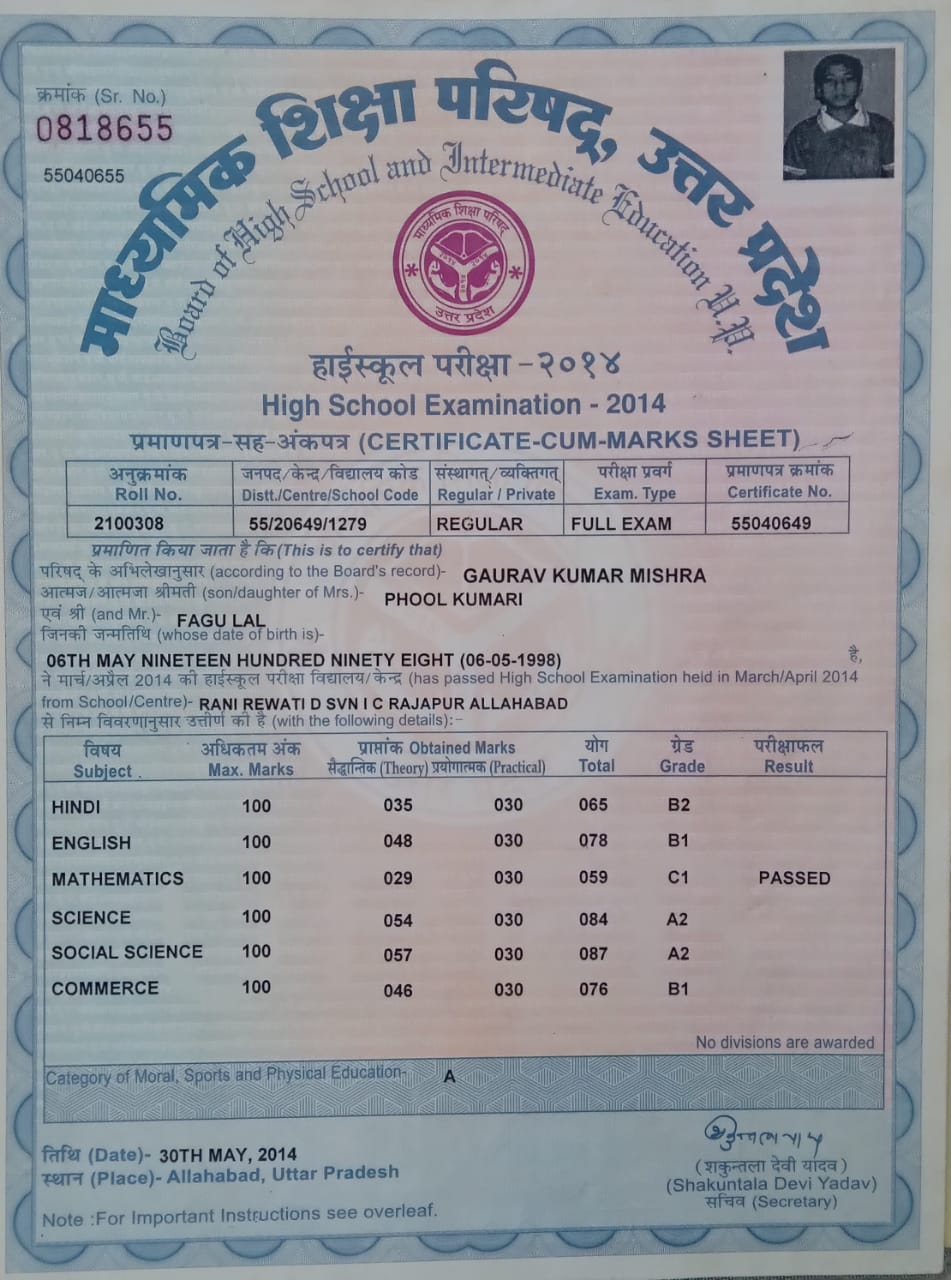 क्रमांक (Sr. No.)
0818655
55040655
माध्यमिक शिक्षा परिषद्, उत्तर प्रदेश
Board of High School and Intermediate Education U.P.
माध्यमिक शिक्षा परिषद्
उत्तर प्रदेश
हाईस्कूल परीक्षा - २०१४
High School Examination - 2014
प्रमाणपत्र-सह-अंकपत्र (CERTIFICATE-CUM-MARKS SHEET)
अनुक्रमांक जनपद/केन्द्र/विद्यालय कोड संस्थागत्/व्यक्तिगत् परीक्षा प्रवर्ग प्रमाणपत्र क्रमांक
Roll No. Distt./Centre/School Code Regular / Private Exam. Type Certificate No.
2100308 55/20649/1279 REGULAR FULL EXAM 55040649
प्रमाणित किया जाता है कि (This is to certify that)
परिषद् के अभिलेखानुसार (according to the Board's record)- GAURAV KUMAR MISHRA
आत्मज/आत्मजा श्रीमती (son/daughter of Mrs.)- PHOOL KUMARI
एवं श्री (and Mr.)- FAGU LAL
जिनकी जन्मतिथि (whose date of birth is)-
06TH MAY NINETEEN HUNDRED NINETY EIGHT (06-05-1998) है,
ने मार्च/अप्रैल 2014 की हाईस्कूल परीक्षा विद्यालय/केन्द्र (has passed High School Examination held in March/April 2014
from School/Centre)- RANI REWATI D SVN I C RAJAPUR ALLAHABAD
से निम्न विवरणानुसार उत्तीर्ण की है (with the following details):-
विषय अधिकतम अंक प्राप्तांक Obtained Marks योग ग्रेड परीक्षाफल
Subject Max. Marks सैद्धान्तिक (Theory) प्रयोगात्मक (Practical) Total Grade Result
HINDI 100 035 030 065 B2
ENGLISH 100 048 030 078 B1
MATHEMATICS 100 029 030 059 C1 PASSED
SCIENCE 100 054 030 084 A2
SOCIAL SCIENCE 100 057 030 087 A2
COMMERCE 100 046 030 076 B1
No divisions are awarded
Category of Moral, Sports and Physical Education- A
तिथि (Date)- 30TH MAY, 2014
स्थान (Place)- Allahabad, Uttar Pradesh
(शकुन्तला देवी यादव)
(Shakuntala Devi Yadav)
सचिव (Secretary)
Note :For Important Instructions see overleaf.